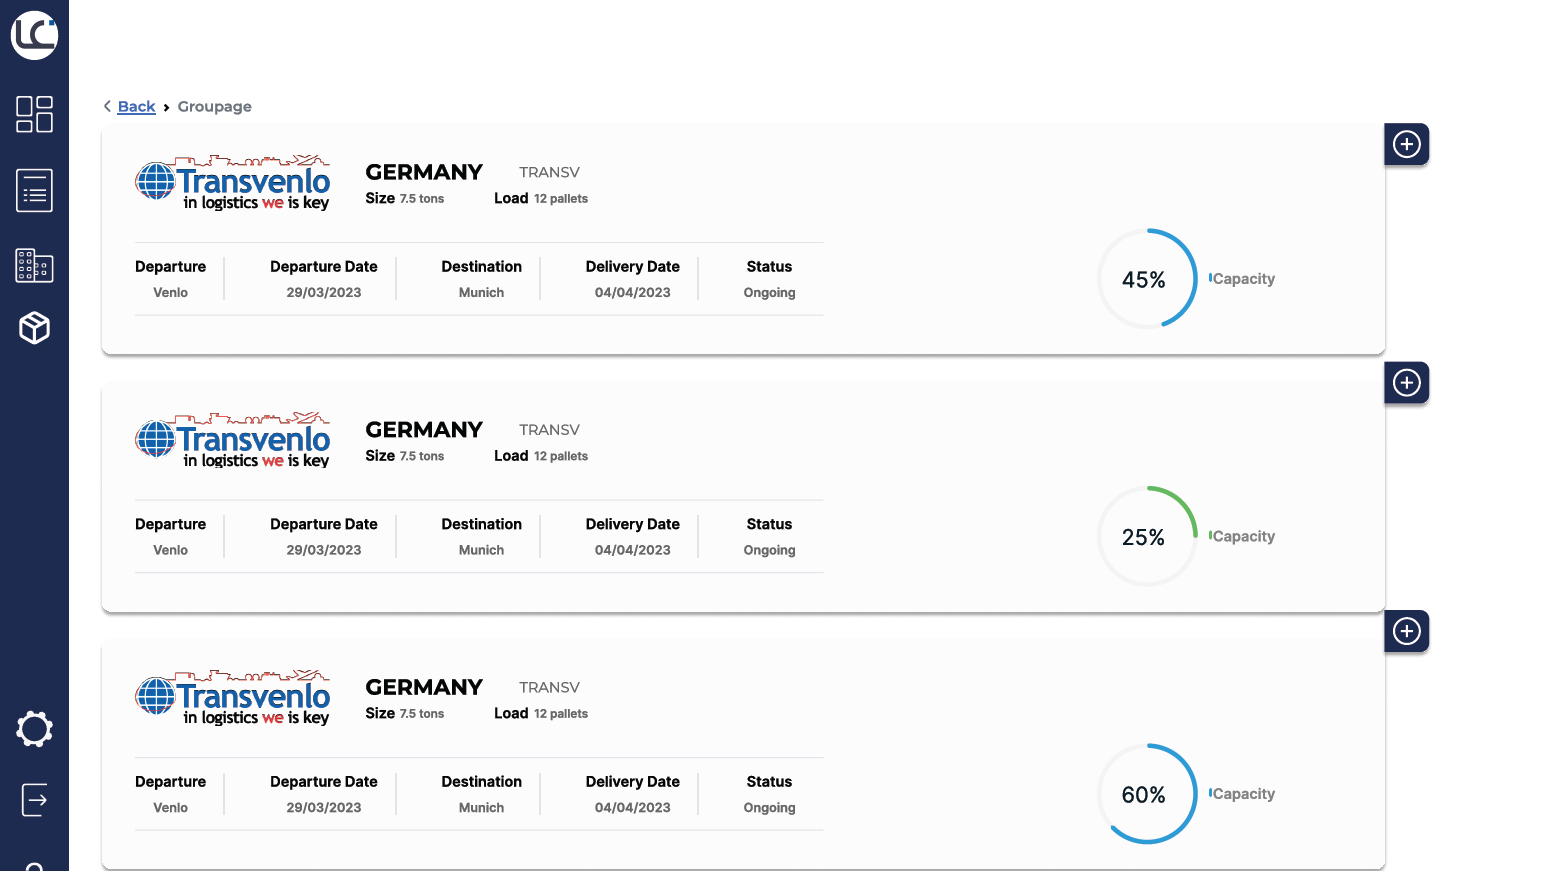 LC
Back › Groupage
Transvenlo
in logistics we is key
GERMANY TRANSV
Size 7.5 tons Load 12 pallets
Departure Departure Date Destination Delivery Date Status
Venlo 29/03/2023 Munich 04/04/2023 Ongoing
45% Capacity
Transvenlo
in logistics we is key
GERMANY TRANSV
Size 7.5 tons Load 12 pallets
Departure Departure Date Destination Delivery Date Status
Venlo 29/03/2023 Munich 04/04/2023 Ongoing
25% Capacity
Transvenlo
in logistics we is key
GERMANY TRANSV
Size 7.5 tons Load 12 pallets
Departure Departure Date Destination Delivery Date Status
Venlo 29/03/2023 Munich 04/04/2023 Ongoing
60% Capacity